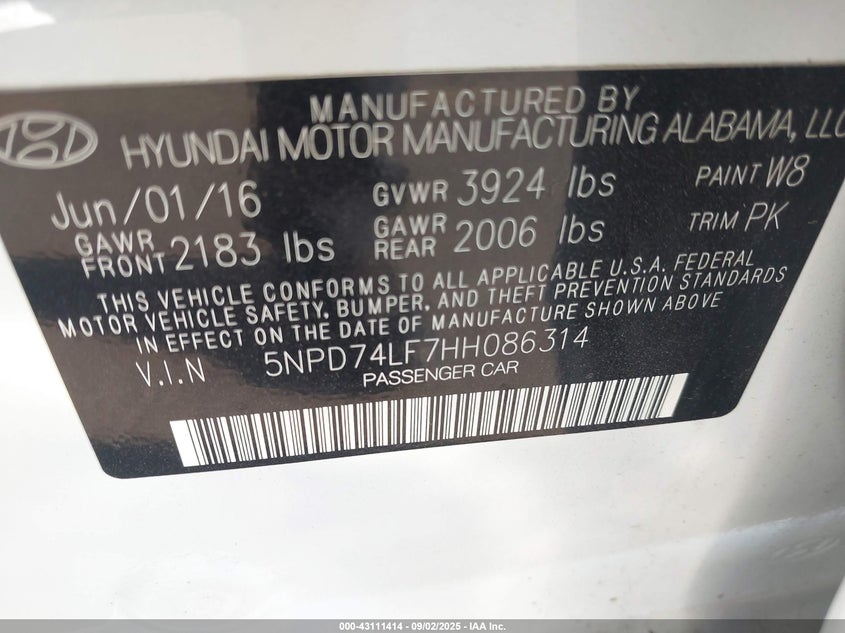 MANUFACTURED BY
HYUNDAI MOTOR MANUFACTURING ALABAMA, LLC
Jun/01/16 GVWR 3924 lbs PAINT W8
GAWR FRONT 2183 lbs GAWR REAR 2006 lbs TRIM PK
THIS VEHICLE CONFORMS TO ALL APPLICABLE U.S.A. FEDERAL
MOTOR VEHICLE SAFETY, BUMPER, AND THEFT PREVENTION STANDARDS
IN EFFECT ON THE DATE OF MANUFACTURE SHOWN ABOVE
V.I.N 5NPD74LF7HH086314
PASSENGER CAR
000-43111414 - 09/02/2025 - IAA Inc.